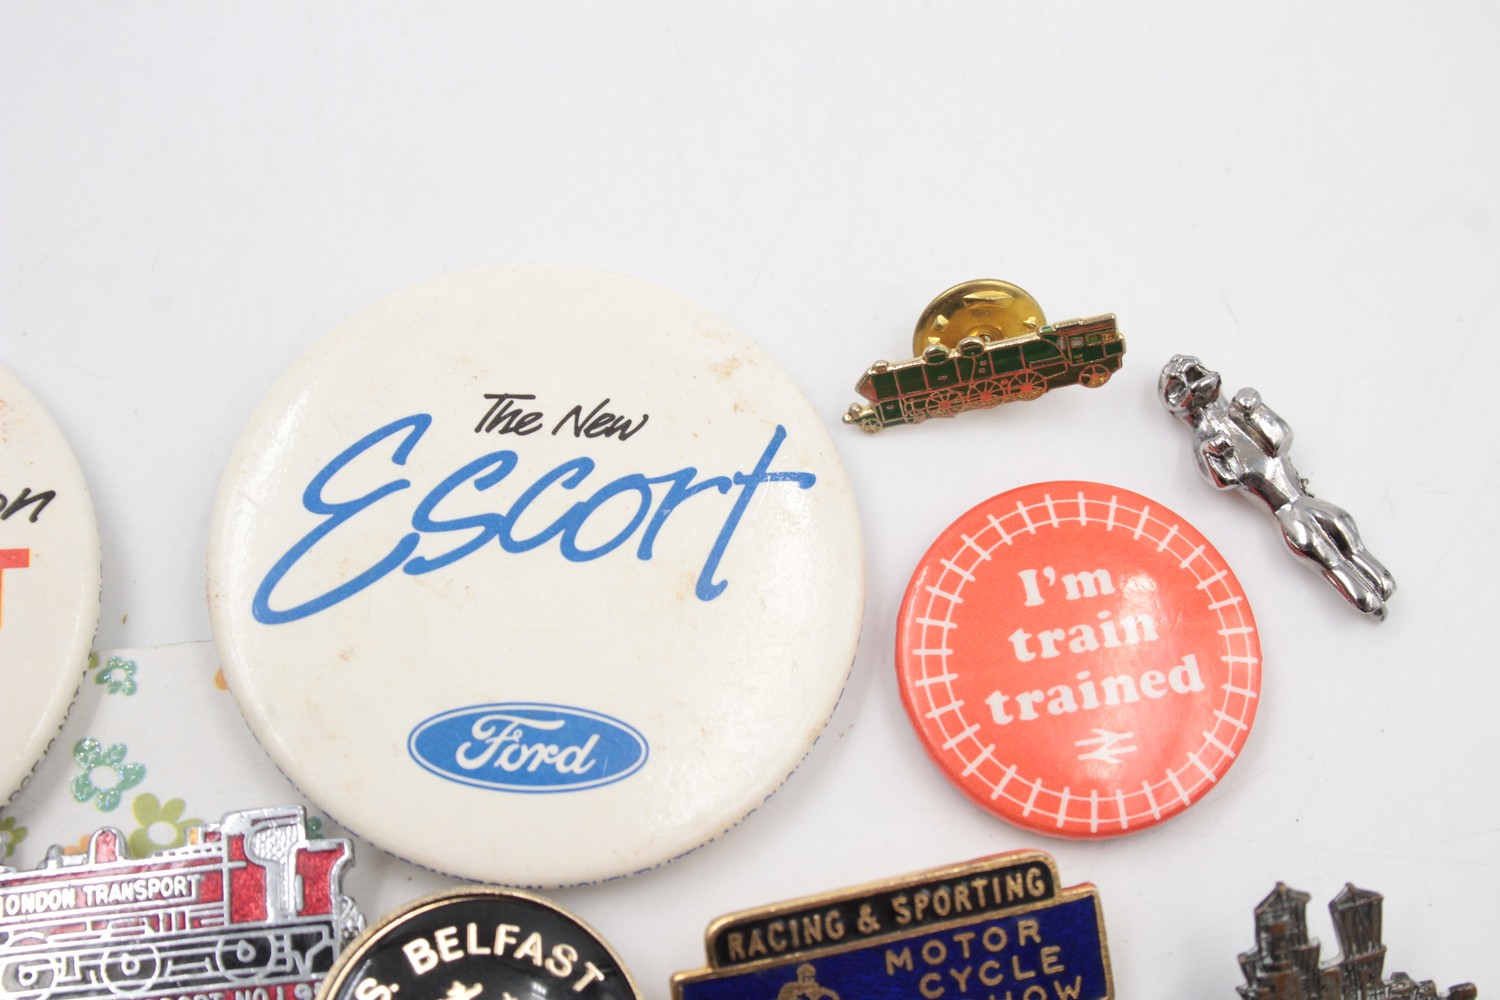 on
T
The New
Escort
Ford
I'm
train
trained
LONDON TRANSPORT
S. BELFAST
RACING & SPORTING
MOTOR
CYCLE